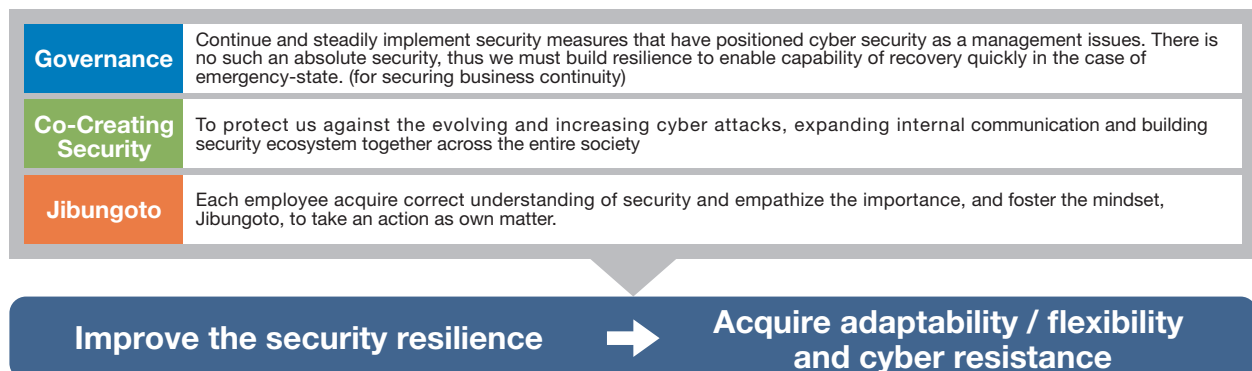 Governance
Continue and steadily implement security measures that have positioned cyber security as a management issues. There is
no such an absolute security, thus we must build resilience to enable capability of recovery quickly in the case of
emergency-state. (for securing business continuity)
Co-Creating
Security
To protect us against the evolving and increasing cyber attacks, expanding internal communication and building
security ecosystem together across the entire society
Jibungoto
Each employee acquire correct understanding of security and empathize the importance, and foster the mindset,
Jibungoto, to take an action as own matter.
Improve the security resilience
Acquire adaptability / flexibility
and cyber resistance